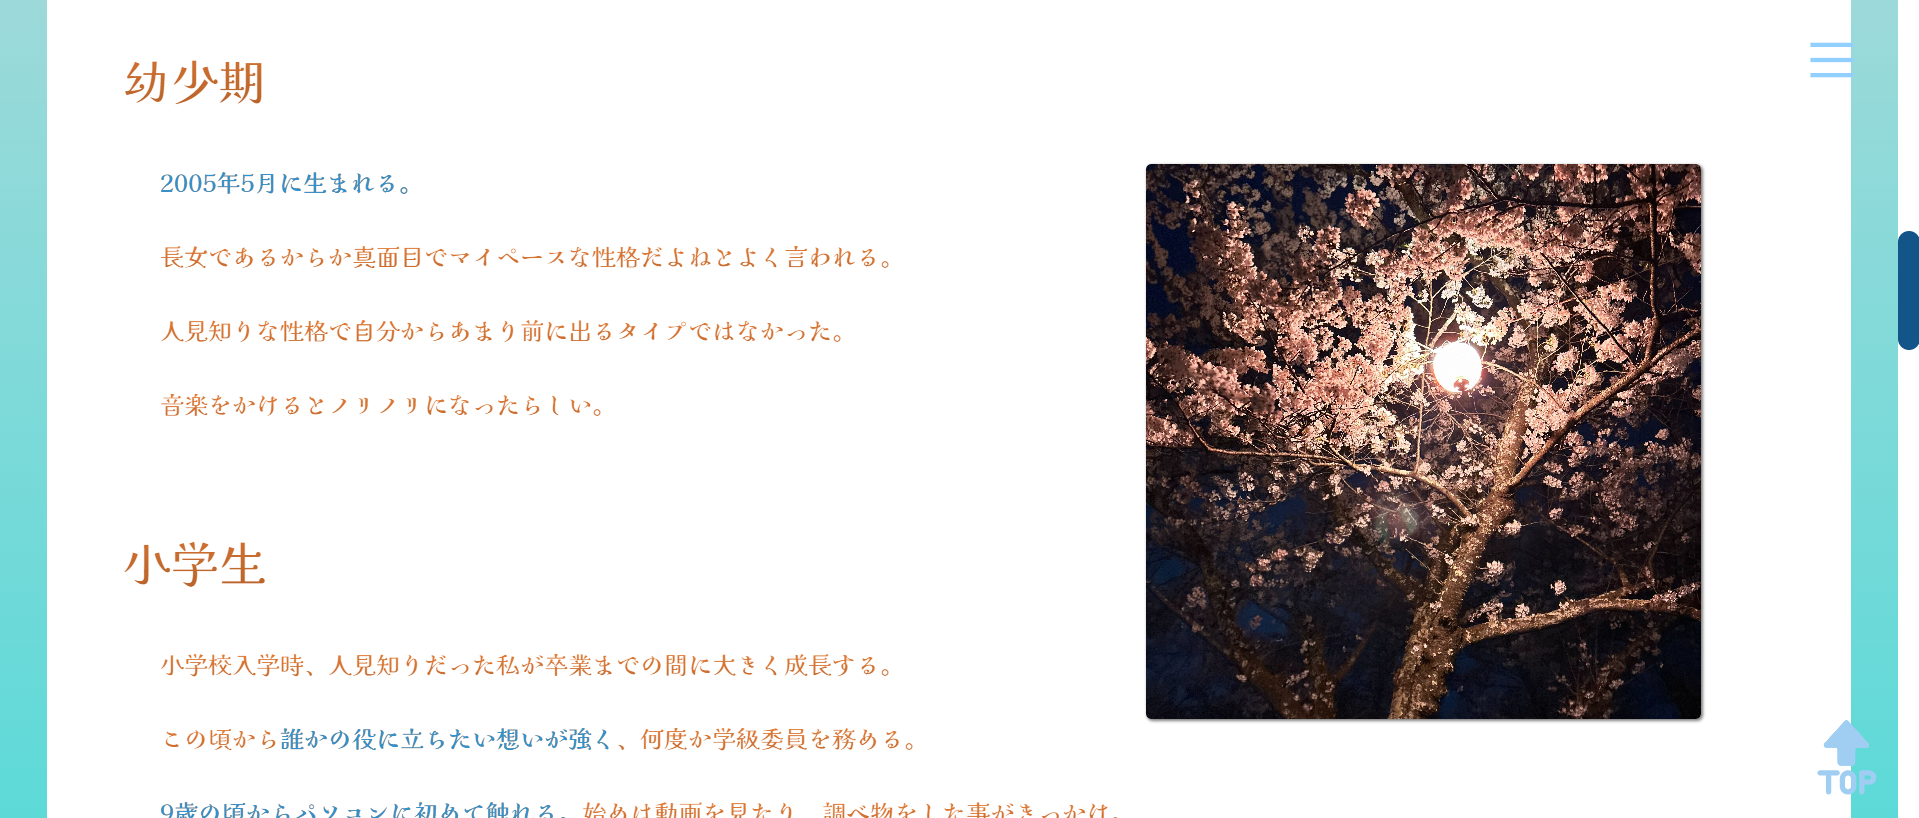 幼少期
2005年5月に生まれる。
長女であるからか真面目でマイペースな性格だよねとよく言われる。
人見知りな性格で自分からあまり前に出るタイプではなかった。
音楽をかけるとノリノリになったらしい。
小学生
小学校入学時、人見知りだった私が卒業までの間に大きく成長する。
この頃から誰かの役に立ちたい想いが強く、何度か学級委員を務める。
9歳の頃からパソコンに初めて触れる。始めは動画を見たり、調べ物をした事がきっかけ。
TOP